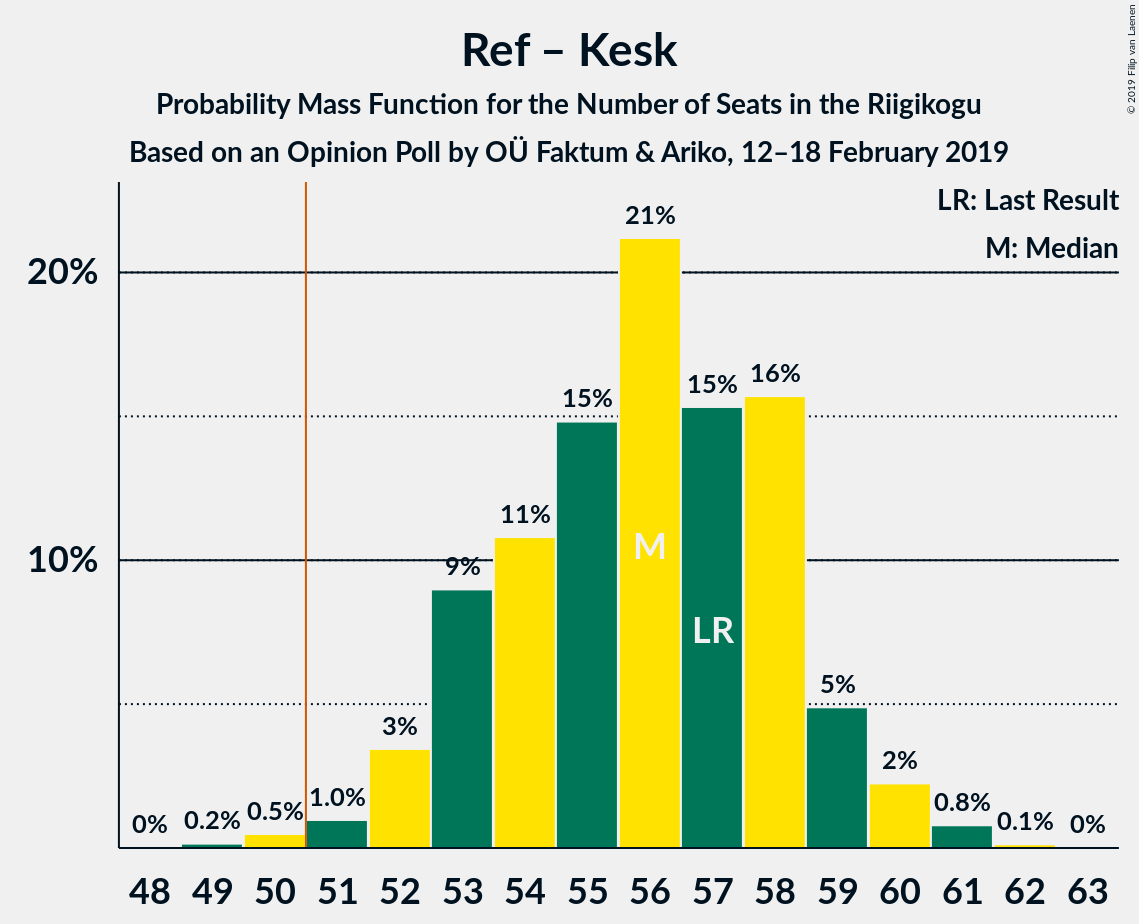 Ref – Kesk
Probability Mass Function for the Number of Seats in the Riigikogu
Based on an Opinion Poll by OÜ Faktum & Ariko, 12–18 February 2019
© 2019 Filip van Laenen
LR: Last Result
M: Median
20%
10%
0%
0.2%
0.5%
1.0%
3%
9%
11%
15%
21%
15%
16%
5%
2%
0.8%
0.1%
0%
M
LR
48 49 50 51 52 53 54 55 56 57 58 59 60 61 62 63